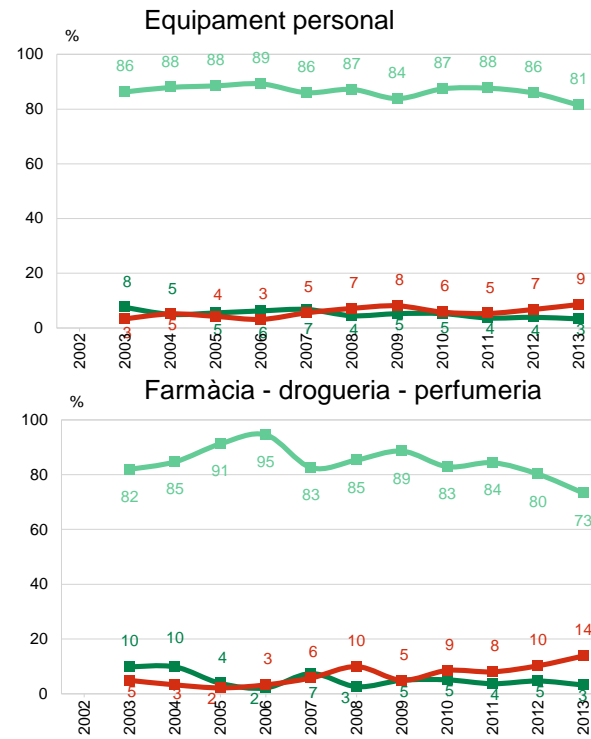 Equipament personal
%
100
86 88 88 89 86 87 84 87 88 86 81
80
60
40
20
8 5 4 3 5 7 8 6 5 7 9
0
3 5 5 6 7 4 5 5 4 4 3
2002 2003 2004 2005 2006 2007 2008 2009 2010 2011 2012 2013
Farmàcia - drogueria - perfumeria
%
100
82 85 91 95 83 85 89 83 84 80 73
80
60
40
20
10 10 4 3 6 10 5 9 8 10 14
0
5 3 2 2 7 3 5 5 4 5 3
2002 2003 2004 2005 2006 2007 2008 2009 2010 2011 2012 2013